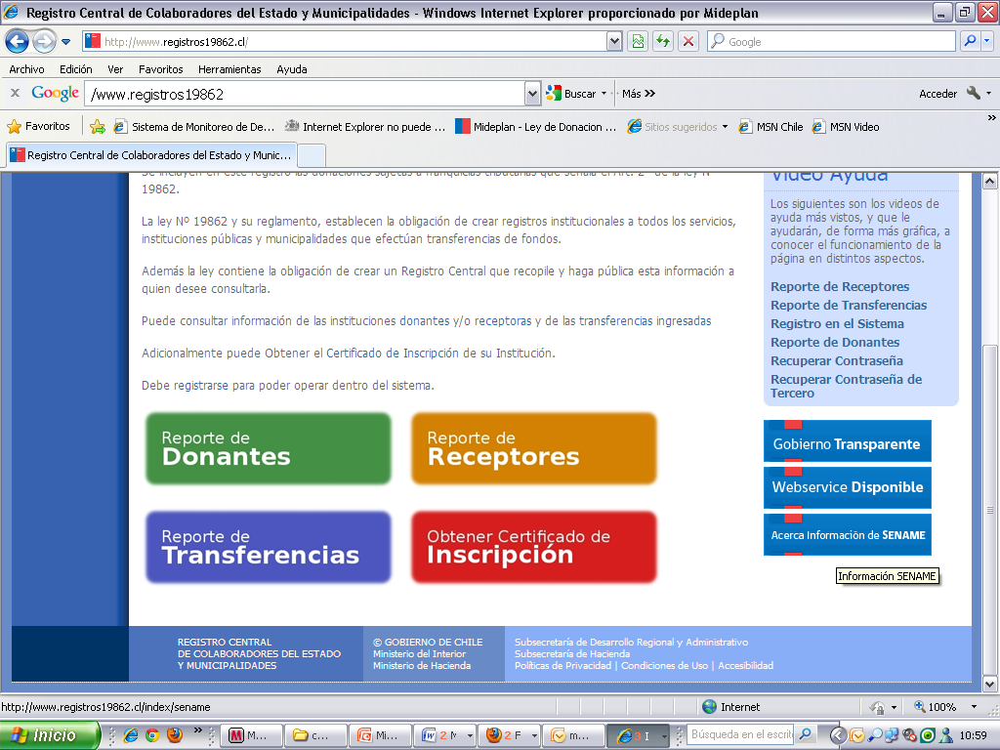 Registro Central de Colaboradores del Estado y Municipalidades - Windows Internet Explorer proporcionado por Mideplan
http://www.registros19862.cl/
Google
Archivo Edición Ver Favoritos Herramientas Ayuda
x Google /www.registros19862 Buscar Más >> Acceder
Favoritos Sistema de Monitoreo de De... Internet Explorer no puede ... Mideplan - Ley de Donacion ... Sitios sugeridos MSN Chile MSN Video
Registro Central de Colaboradores del Estado y Munic...
Se incluyen en este registro las donaciones sujetas a franquicias tributarias que señala el Art. 2° de la ley N°
19862.
La ley Nº 19862 y su reglamento, establecen la obligación de crear registros institucionales a todos los servicios,
instituciones públicas y municipalidades que efectúan transferencias de fondos.
Además la ley contiene la obligación de crear un Registro Central que recopile y haga pública esta información a
quien desee consultarla.
Puede consultar información de las instituciones donantes y/o receptoras y de las transferencias ingresadas
Adicionalmente puede Obtener el Certificado de Inscripción de su Institución.
Debe registrarse para poder operar dentro del sistema.
Reporte de
Donantes
Reporte de
Receptores
Reporte de
Transferencias
Obtener Certificado de
Inscripción
Video Ayuda
Los siguientes son los videos de
ayuda más vistos, y que le
ayudarán, de forma más gráfica, a
conocer el funcionamiento de la
página en distintos aspectos.
Reporte de Receptores
Reporte de Transferencias
Registro en el Sistema
Reporte de Donantes
Recuperar Contraseña
Recuperar Contraseña de
Tercero
Gobierno Transparente
Webservice Disponible
Acerca Información de SENAME
Información SENAME
REGISTRO CENTRAL
DE COLABORADORES DEL ESTADO
Y MUNICIPALIDADES
© GOBIERNO DE CHILE
Ministerio del Interior
Ministerio de Hacienda
Subsecretaría de Desarrollo Regional y Administrativo
Subsecretaría de Hacienda
Políticas de Privacidad | Condiciones de Uso | Accesibilidad
http://www.registros19862.cl/index/sename Internet 100%
Inicio >> M... c... Mi... 2 M 2 F m... 3 I Búsqueda en el escrito 10:59